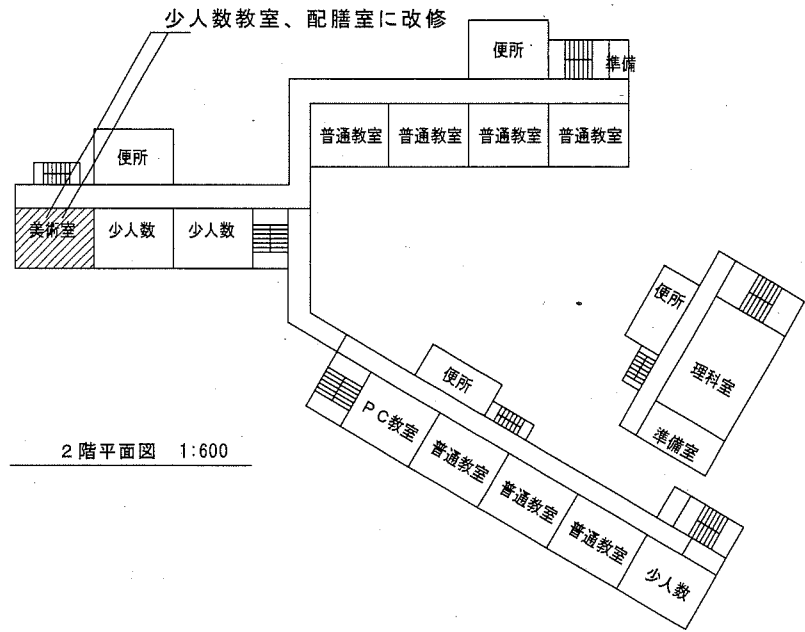 少人数教室、配膳室に改修
便所
準備
普通教室
普通教室
普通教室
普通教室
便所
美術室
少人数
少人数
便所
理科室
準備室
便所
PC教室
普通教室
普通教室
普通教室
少人数
2階平面図 1:600